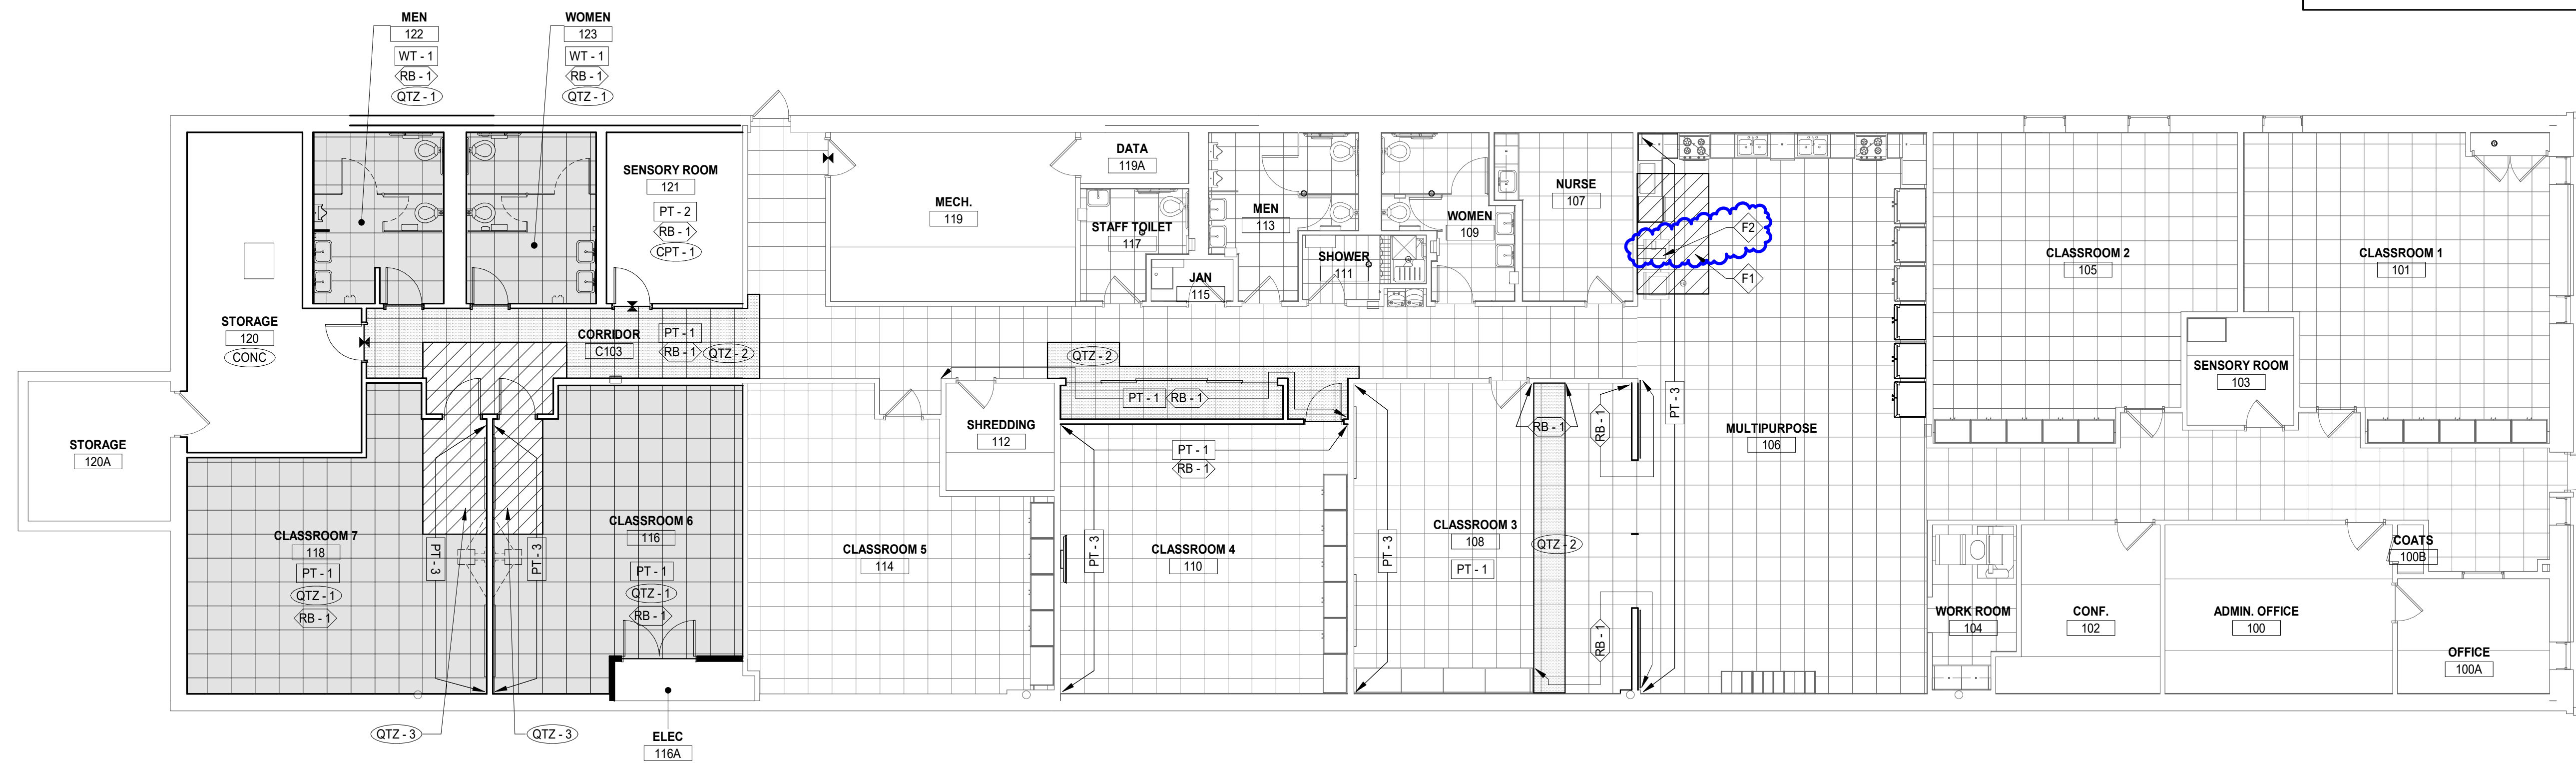 MEN
122
WT - 1
RB - 1
QTZ - 1
WOMEN
123
WT - 1
RB - 1
QTZ - 1
SENSORY ROOM
121
PT - 2
RB - 1
CPT - 1
MECH.
119
DATA
119A
STAFF TOILET
117
JAN
115
MEN
113
SHOWER
111
WOMEN
109
NURSE
107
F2
F1
CLASSROOM 2
105
CLASSROOM 1
101
SENSORY ROOM
103
STORAGE
120
CONC
CORRIDOR
C103
PT - 1
RB - 1
QTZ - 2
QTZ - 2
PT - 1
RB - 1
STORAGE
120A
SHREDDING
112
PT - 1
RB - 1
RB - 1
RB - 1
PT - 3
MULTIPURPOSE
106
CLASSROOM 7
118
PT - 1
QTZ - 1
RB - 1
PT - 3
PT - 3
CLASSROOM 6
116
PT - 1
QTZ - 1
RB - 1
CLASSROOM 5
114
PT - 3
CLASSROOM 4
110
PT - 3
CLASSROOM 3
108
PT - 1
QTZ - 2
RB - 1
WORK ROOM
104
CONF.
102
ADMIN. OFFICE
100
COATS
100B
OFFICE
100A
QTZ - 3
QTZ - 3
ELEC
116A